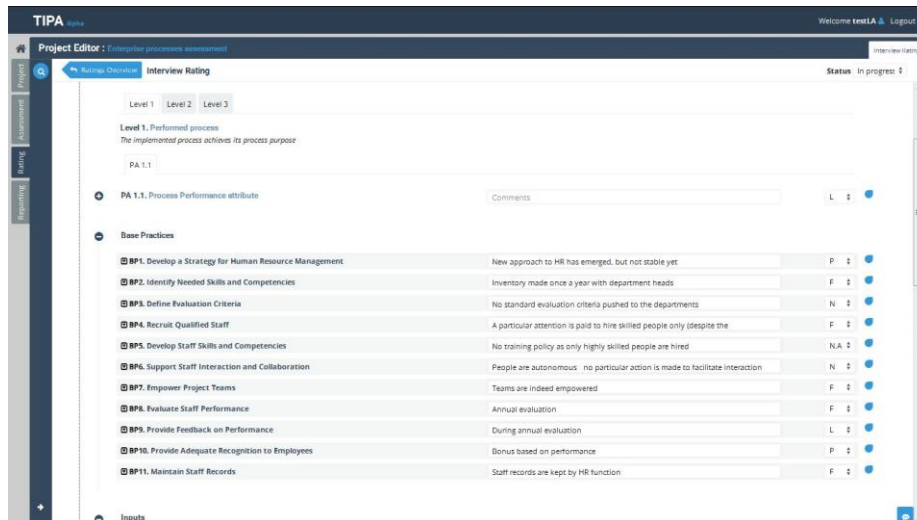 TIPA alpha
Welcome testLA Logout
Project Editor : Enterprise processes assessment
Interview Ratin
Ratings Overview Interview Rating
Status In progress
Project
Assessment
Rating
Reporting
Level 1 Level 2 Level 3
Level 1. Performed process
The implemented process achieves its process purpose
PA 1.1
PA 1.1. Process Performance attribute Comments L
Base Practices
BP1. Develop a Strategy for Human Resource Management New approach to HR has emerged, but not stable yet P
BP2. Identify Needed Skills and Competencies Inventory made once a year with department heads F
BP3. Define Evaluation Criteria No standard evaluation criteria pushed to the departments N
BP4. Recruit Qualified Staff A particular attention is paid to hire skilled people only (despite the F
BP5. Develop Staff Skills and Competencies No training policy as only highly skilled people are hired N.A
BP6. Support Staff Interaction and Collaboration People are autonomous no particular action is made to facilitate interaction N
BP7. Empower Project Teams Teams are indeed empowered F
BP8. Evaluate Staff Performance Annual evaluation F
BP9. Provide Feedback on Performance During annual evaluation L
BP10. Provide Adequate Recognition to Employees Bonus based on performance P
BP11. Maintain Staff Records Staff records are kept by HR function F
Inputs